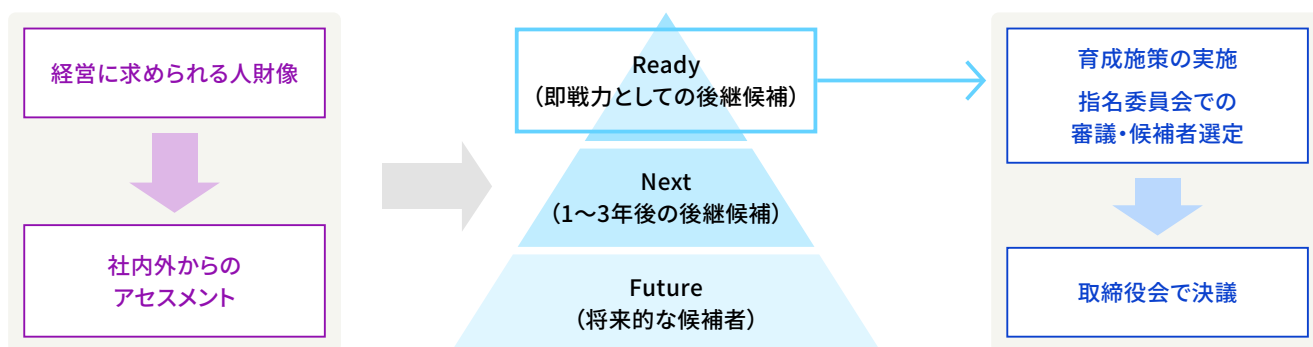 経営に求められる人財像
社内外からの
アセスメント
Ready
（即戦力としての後継候補）
Next
（1～3年後の後継候補）
Future
（将来的な候補者）
育成施策の実施
指名委員会での
審議・候補者選定
取締役会で決議